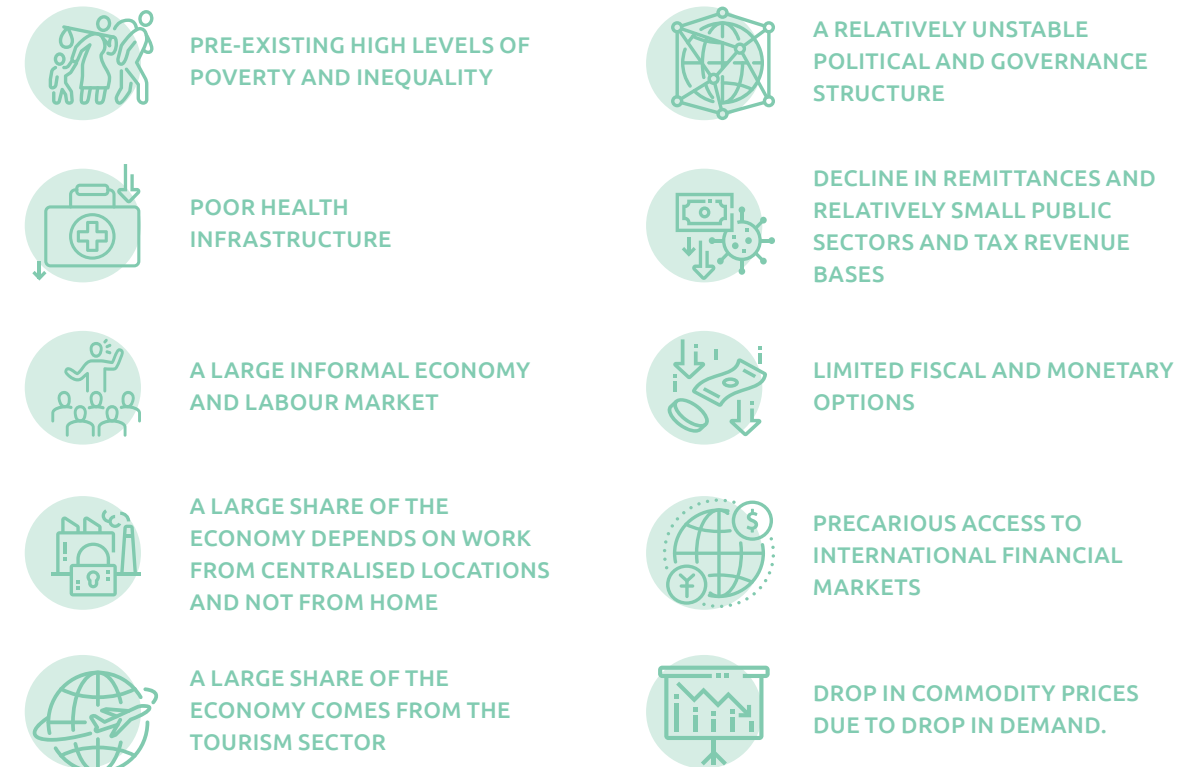 PRE-EXISTING HIGH LEVELS OF
POVERTY AND INEQUALITY
POOR HEALTH
INFRASTRUCTURE
A LARGE INFORMAL ECONOMY
AND LABOUR MARKET
A LARGE SHARE OF THE
ECONOMY DEPENDS ON WORK
FROM CENTRALISED LOCATIONS
AND NOT FROM HOME
A LARGE SHARE OF THE
ECONOMY COMES FROM THE
TOURISM SECTOR
A RELATIVELY UNSTABLE
POLITICAL AND GOVERNANCE
STRUCTURE
DECLINE IN REMITTANCES AND
RELATIVELY SMALL PUBLIC
SECTORS AND TAX REVENUE
BASES
LIMITED FISCAL AND MONETARY
OPTIONS
$
¥
PRECARIOUS ACCESS TO
INTERNATIONAL FINANCIAL
MARKETS
DROP IN COMMODITY PRICES
DUE TO DROP IN DEMAND.